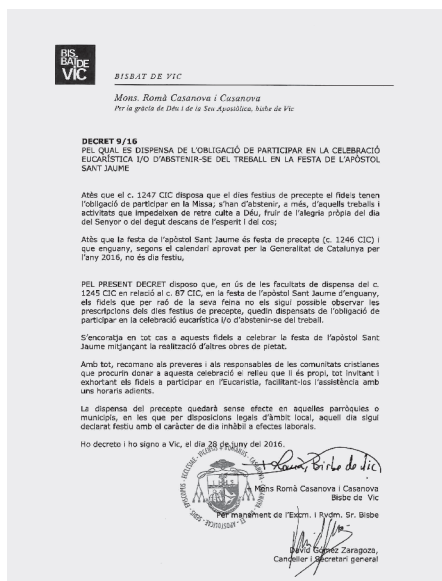 BIS
BAT DE
VIC
BISBAT DE VIC
Mons. Romà Casanova i Casanova
Per la gràcia de Déu i de la Seu Apostòlica, bisbe de Vic
DECRET 9/16
PEL QUAL ES DISPENSA DE L'OBLIGACIÓ DE PARTICIPAR EN LA CELEBRACIÓ
EUCARÍSTICA I/O D'ABSTENIR-SE DEL TREBALL EN LA FESTA DE L'APÒSTOL
SANT JAUME
Atès que el c. 1247 CIC disposa que el dies festius de precepte el fidels tenen
l'obligació de participar en la Missa; s'han d'abstenir, a més, d'aquells treballs i
activitats que impedeixen de retre culte a Déu, fruir de l'alegria pròpia del dia
del Senyor o del degut descans de l'esperit i del cos;
Atès que la festa de l'apòstol Sant Jaume és festa de precepte (c. 1246 CIC) i
que enguany, segons el calendari aprovat per la Generalitat de Catalunya per
l'any 2016, no és dia festiu,
PEL PRESENT DECRET disposo que, en ús de les facultats de dispensa del c.
1245 CIC en relació al c. 87 CIC, en la festa de l'apòstol Sant Jaume d'enguany,
els fidels que per raó de la seva feina no els sigui possible observar les
prescripcions dels dies festius de precepte, quedin dispensats de l'obligació de
participar en la celebració eucarística i/o d'abstenir-se del treball.
S'encoratja en tot cas a aquests fidels a celebrar la festa de l'apòstol Sant
Jaume mitjançant la realització d'altres obres de pietat.
Amb tot, recomano als preveres i als responsables de les comunitats cristianes
que procurin donar a aquesta celebració el relleu que li és propi, tot invitant i
exhortant els fidels a participar en l'Eucaristia, facilitant-los l'assistència amb
uns horaris adients.
La dispensa del precepte quedarà sense efecte en aquelles parròquies o
municipis, en les que per disposicions legals d'àmbit local, aquell dia sigui
declarat festiu amb el caràcter de dia inhàbil a efectes laborals.
Ho decreto i ho signo a Vic, el dia 28 de juny del 2016.
+ Romà, Bisbe de Vic
Mons Romà Casanova i Casanova
Bisbe de Vic
Per manament de l'Excm. i Rvdm. Sr. Bisbe
David Gómez Zaragoza,
Canceller i Secretari general